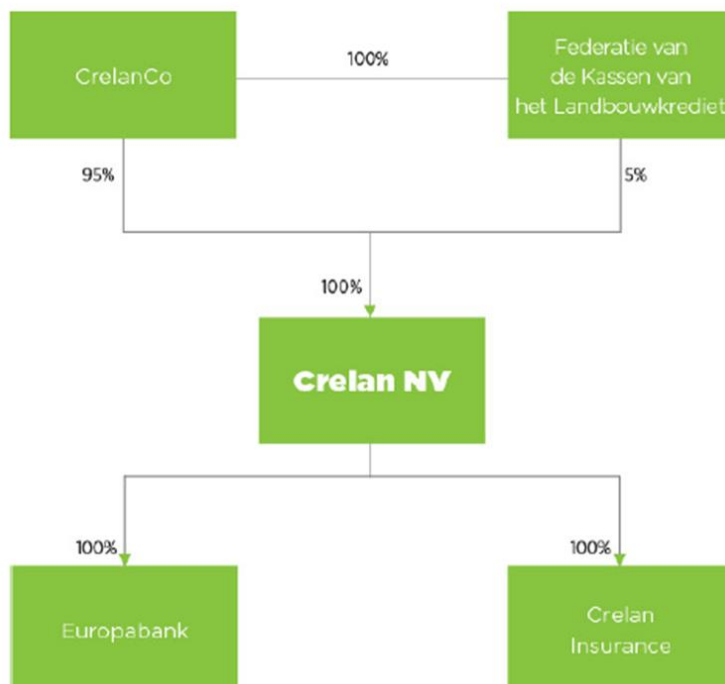 CrelanCo
100%
Federatie van
de Kassen van
het Landbouwkrediet
95%
5%
100%
Crelan NV
100%
100%
Europabank
Crelan
Insurance